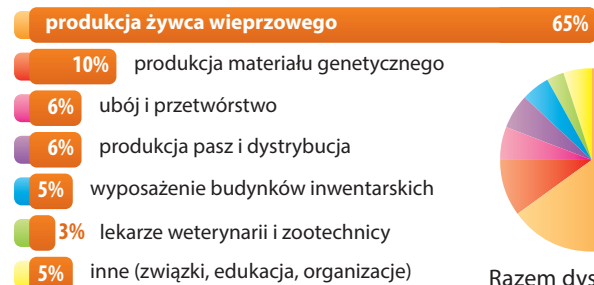 produkcja żywca wieprzowego 65%
10% produkcja materiału genetycznego
6% ubój i przetwórstwo
6% produkcja pasz i dystrybucja
5% wyposażenie budynków inwentarskich
3% lekarze weterynarii i zootechnicy
5% inne (związki, edukacja, organizacje)
Razem